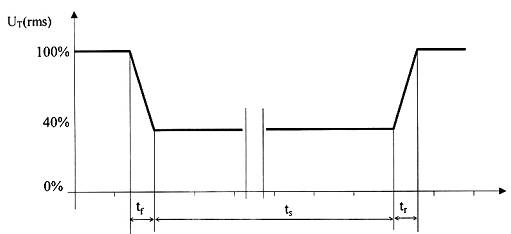 U_T(rms)
100%
40%
0%
t_f
t_s
t_r